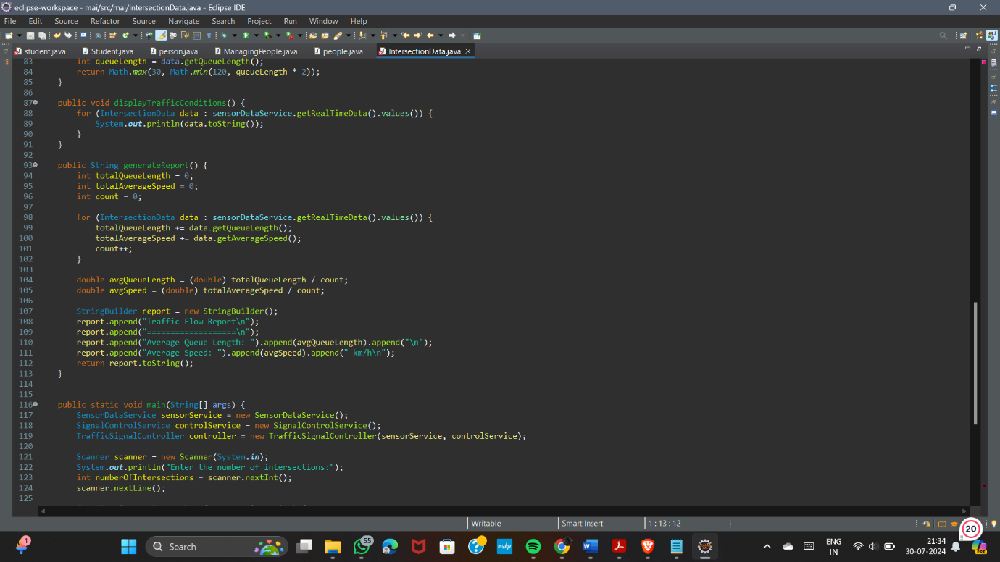 eclipse-workspace - mai/src/mai/IntersectionData.java - Eclipse IDE
File Edit Source Refactor Source Navigate Search Project Run Window Help
student.java Student.java person.java ManagingPeople.java people.java IntersectionData.java
83 int queueLength = data.getQueueLength();
84 return Math.max(30, Math.min(120, queueLength * 2));
85 }
86
87 public void displayTrafficConditions() {
88 for (IntersectionData data : sensorDataService.getRealTimeData().values()) {
89 System.out.println(data.toString());
90 }
91 }
92
93 public String generateReport() {
94 int totalQueueLength = 0;
95 int totalAverageSpeed = 0;
96 int count = 0;
97
98 for (IntersectionData data : sensorDataService.getRealTimeData().values()) {
99 totalQueueLength += data.getQueueLength();
100 totalAverageSpeed += data.getAverageSpeed();
101 count++;
102 }
103
104 double avgQueueLength = (double) totalQueueLength / count;
105 double avgSpeed = (double) totalAverageSpeed / count;
106
107 StringBuilder report = new StringBuilder();
108 report.append("Traffic Flow Report\n");
109 report.append("===================\n");
110 report.append("Average Queue Length: ").append(avgQueueLength).append("\n");
111 report.append("Average Speed: ").append(avgSpeed).append(" km/h\n");
112 return report.toString();
113 }
114
115
116 public static void main(String[] args) {
117 SensorDataService sensorService = new SensorDataService();
118 SignalControlService controlService = new SignalControlService();
119 TrafficSignalController controller = new TrafficSignalController(sensorService, controlService);
120
121 Scanner scanner = new Scanner(System.in);
122 System.out.println("Enter the number of intersections:");
123 int numberOfIntersections = scanner.nextInt();
124 scanner.nextLine();
125
Writable Smart Insert 1 : 13 : 12
20
1 Search 55 myhp ENG IN 21:34 30-07-2024 PRE